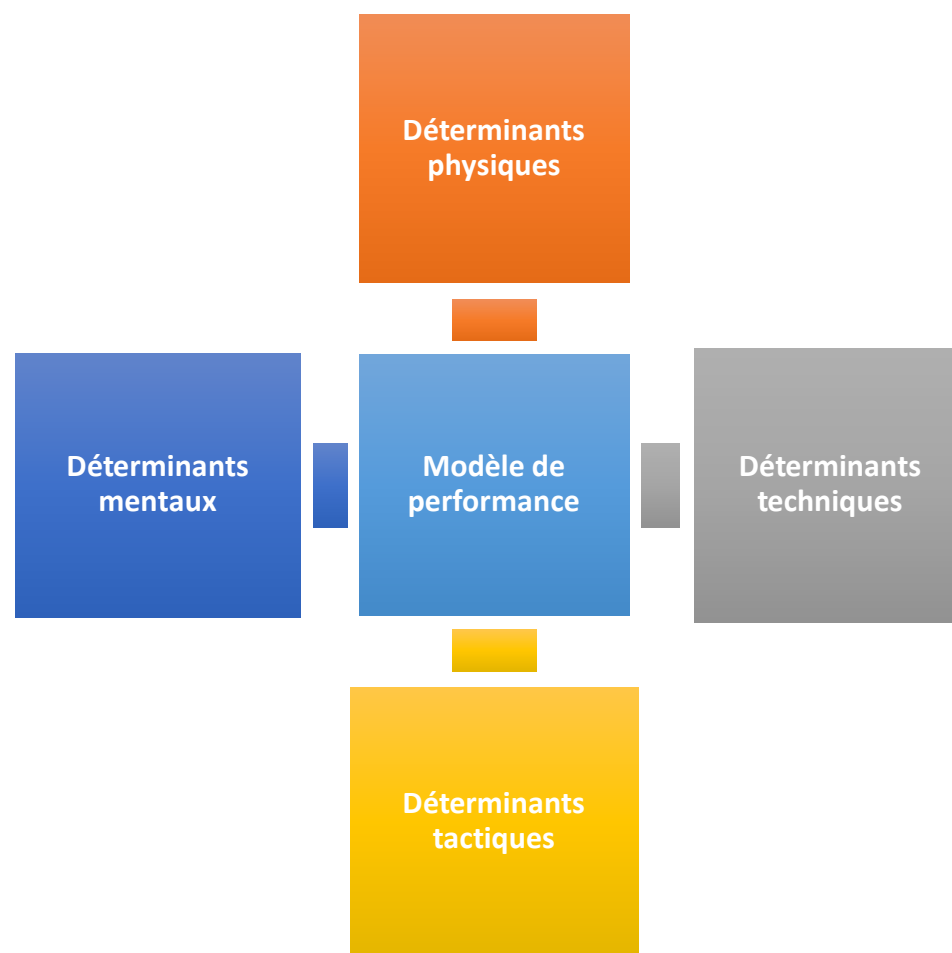 Déterminants
physiques
Déterminants
mentaux
Modèle de
performance
Déterminants
techniques
Déterminants
tactiques